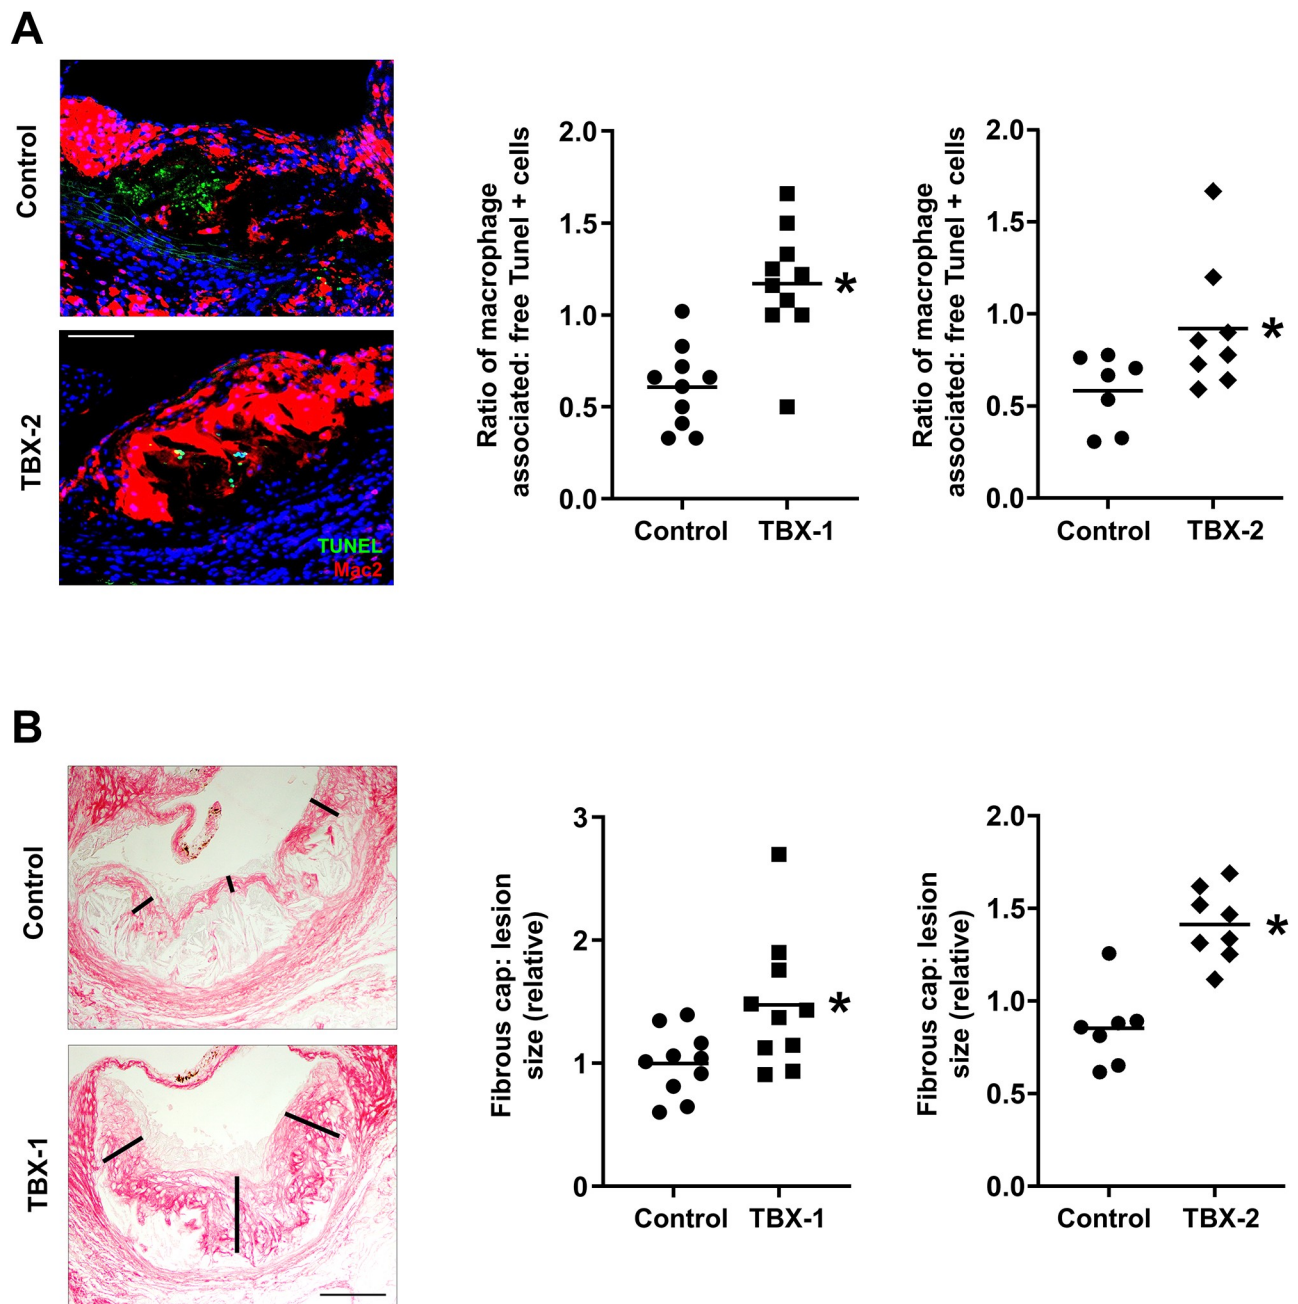 A
Control
TBX-2
TUNEL
Mac2
Ratio of macrophage
associated: free Tunel + cells
2.0
1.5
1.0
0.5
0.0
*
Control
TBX-1
Ratio of macrophage
associated: free Tunel + cells
2.0
1.5
1.0
0.5
0.0
*
Control
TBX-2
B
Control
TBX-1
Fibrous cap: lesion
size (relative)
3
2
1
0
*
Control
TBX-1
Fibrous cap: lesion
size (relative)
2.0
1.5
1.0
0.5
0.0
*
Control
TBX-2